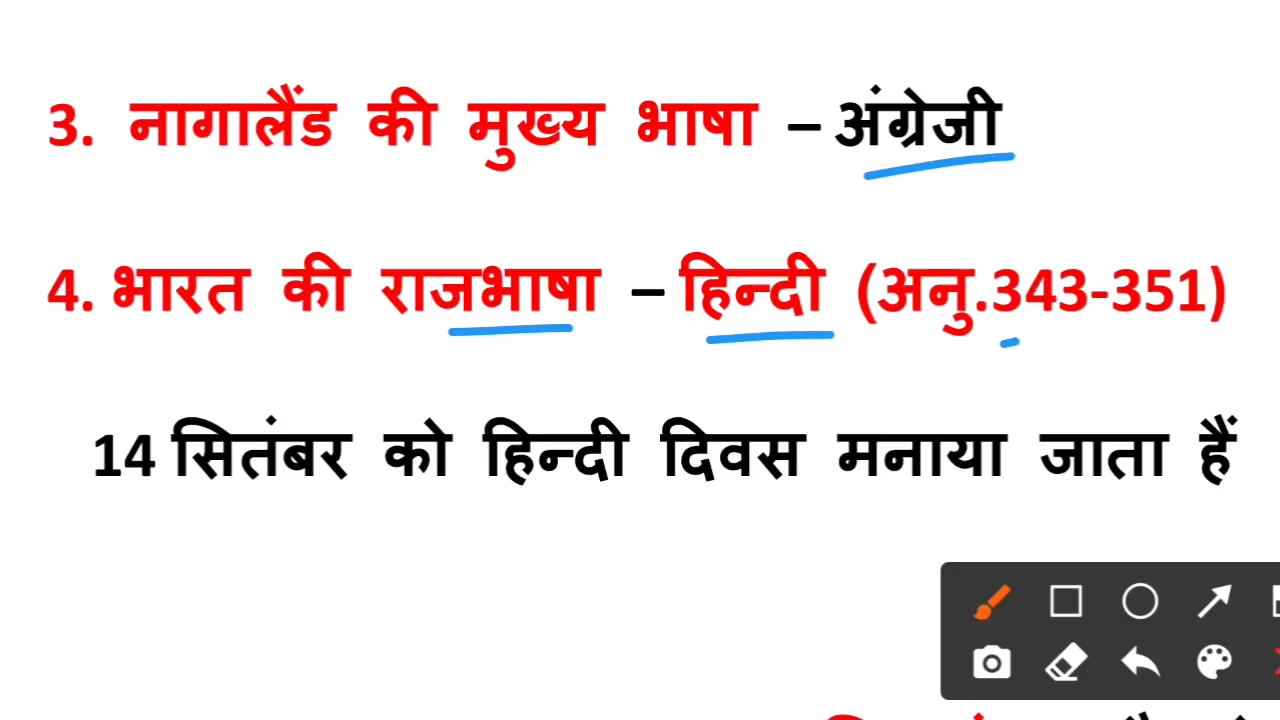 3. नागालैंड की मुख्य भाषा – अंग्रेजी
4. भारत की राजभाषा – हिन्दी (अनु.343-351)
14 सितंबर को हिन्दी दिवस मनाया जाता हैं